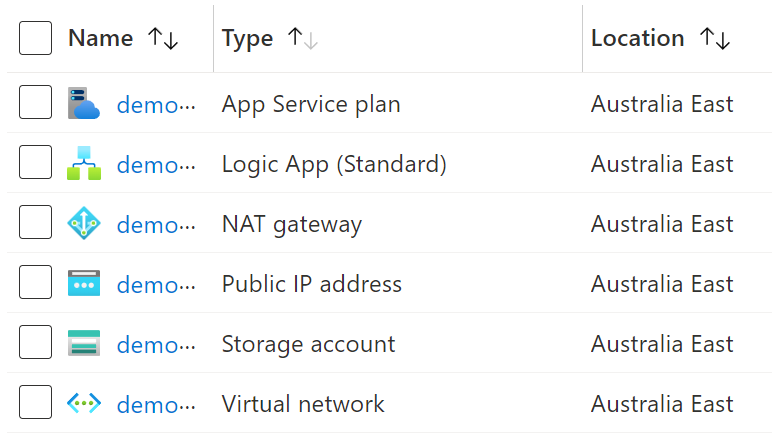 Name Type Location
demo... App Service plan Australia East
demo... Logic App (Standard) Australia East
demo... NAT gateway Australia East
demo... Public IP address Australia East
demo... Storage account Australia East
demo... Virtual network Australia East